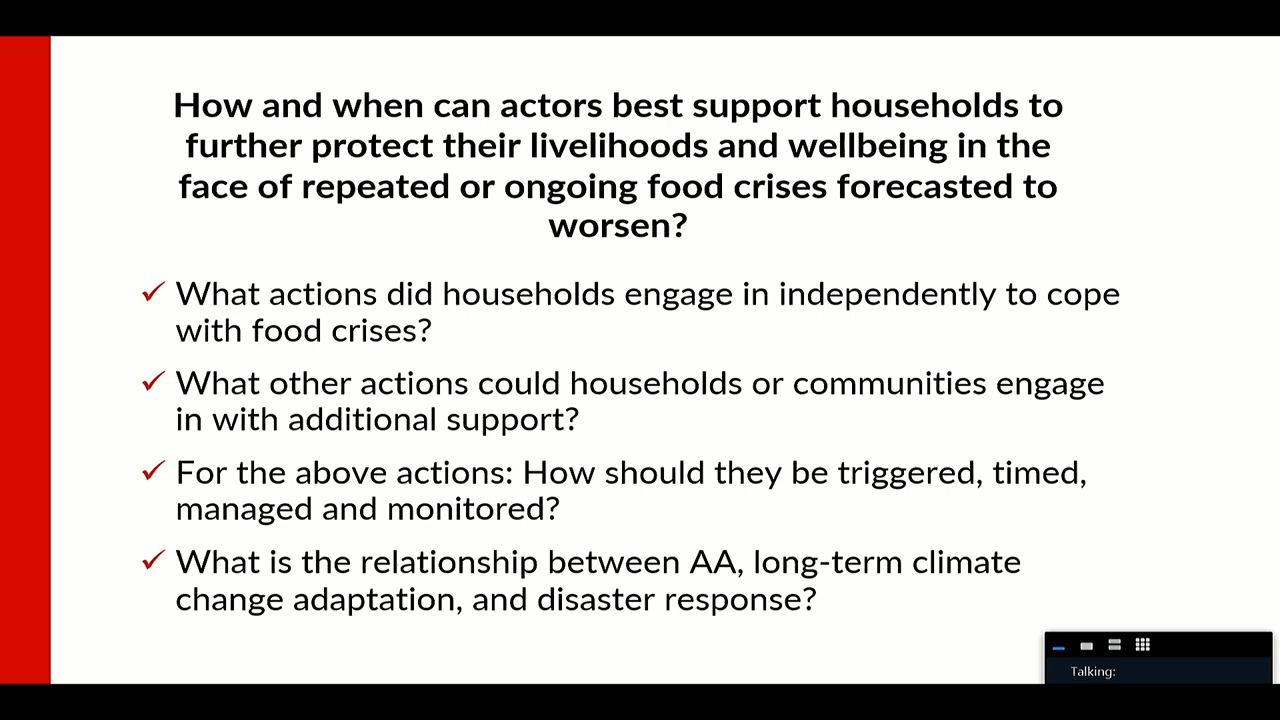 How and when can actors best support households to
further protect their livelihoods and wellbeing in the
face of repeated or ongoing food crises forecasted to
worsen?
What actions did households engage in independently to cope
with food crises?
What other actions could households or communities engage
in with additional support?
For the above actions: How should they be triggered, timed,
managed and monitored?
What is the relationship between AA, long-term climate
change adaptation, and disaster response?
Talking: